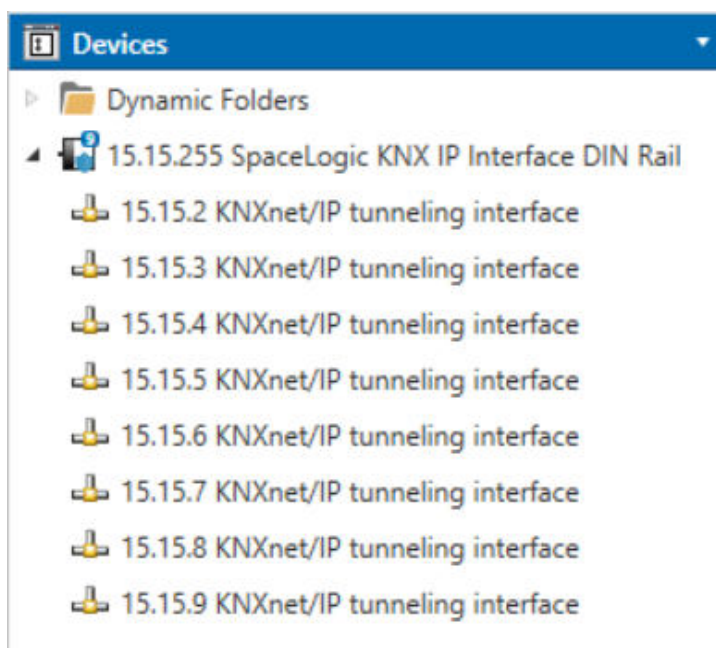 Devices
Dynamic Folders
9
15.15.255 SpaceLogic KNX IP Interface DIN Rail
15.15.2 KNXnet/IP tunneling interface
15.15.3 KNXnet/IP tunneling interface
15.15.4 KNXnet/IP tunneling interface
15.15.5 KNXnet/IP tunneling interface
15.15.6 KNXnet/IP tunneling interface
15.15.7 KNXnet/IP tunneling interface
15.15.8 KNXnet/IP tunneling interface
15.15.9 KNXnet/IP tunneling interface